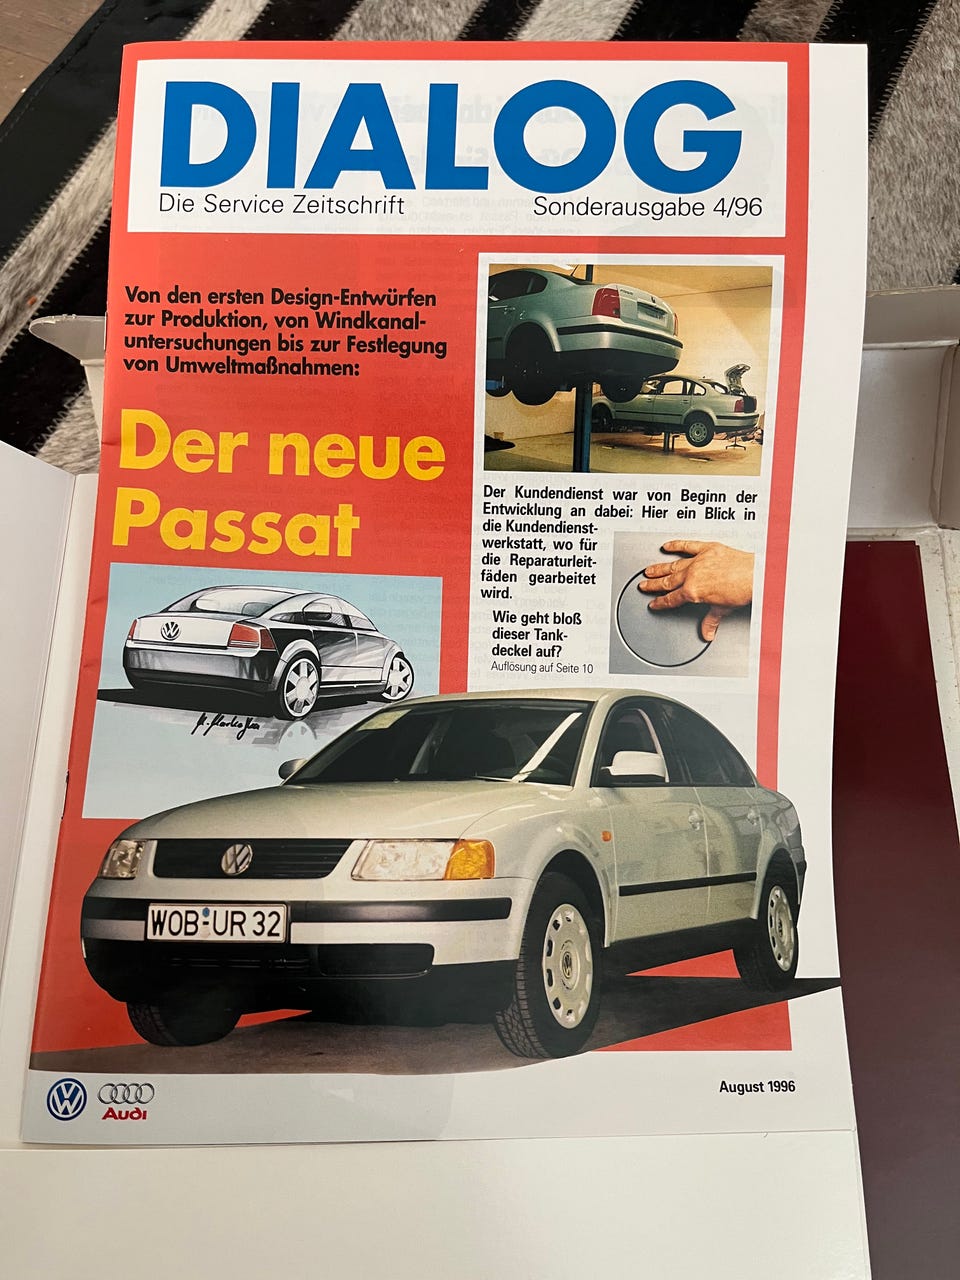 DIALOG
Die Service Zeitschrift
Sonderausgabe 4/96
Von den ersten Design-Entwürfen
zur Produktion, von Windkanal-
untersuchungen bis zur Festlegung
von Umweltmaßnahmen:
Der neue
Passat
Der Kundendienst war von Beginn der
Entwicklung an dabei: Hier ein Blick in
die Kundendienst-
werkstatt, wo für
die Reparaturleit-
fäden gearbeitet
wird.
Wie geht bloß
dieser Tank-
deckel auf?
Auflösung auf Seite 10
WOB-UR 32
Audi
August 1996